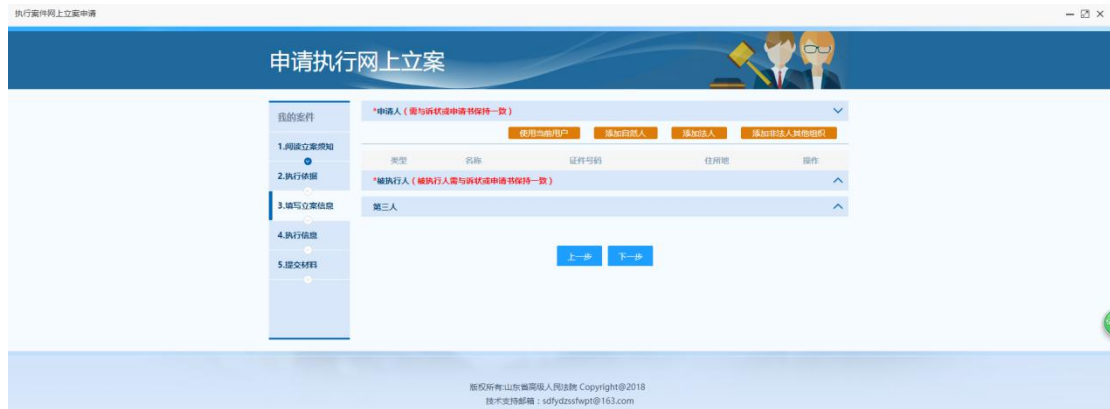 执行案件网上立案申请
申请执行网上立案
我的案件
1.阅读立案须知
2.执行依据
3.填写立案信息
4.执行信息
5.提交材料
*申请人（需与诉状或申请书保持一致）
使用当前用户 添加自然人 添加法人 添加非法人其他组织
类型 名称 证件号码 住所地 操作
*被执行人（被执行人需与诉状或申请书保持一致）
第三人
上一步 下一步
版权所有:山东省高级人民法院 Copyright@2018
技术支持邮箱：sdfydzssfwpt@163.com